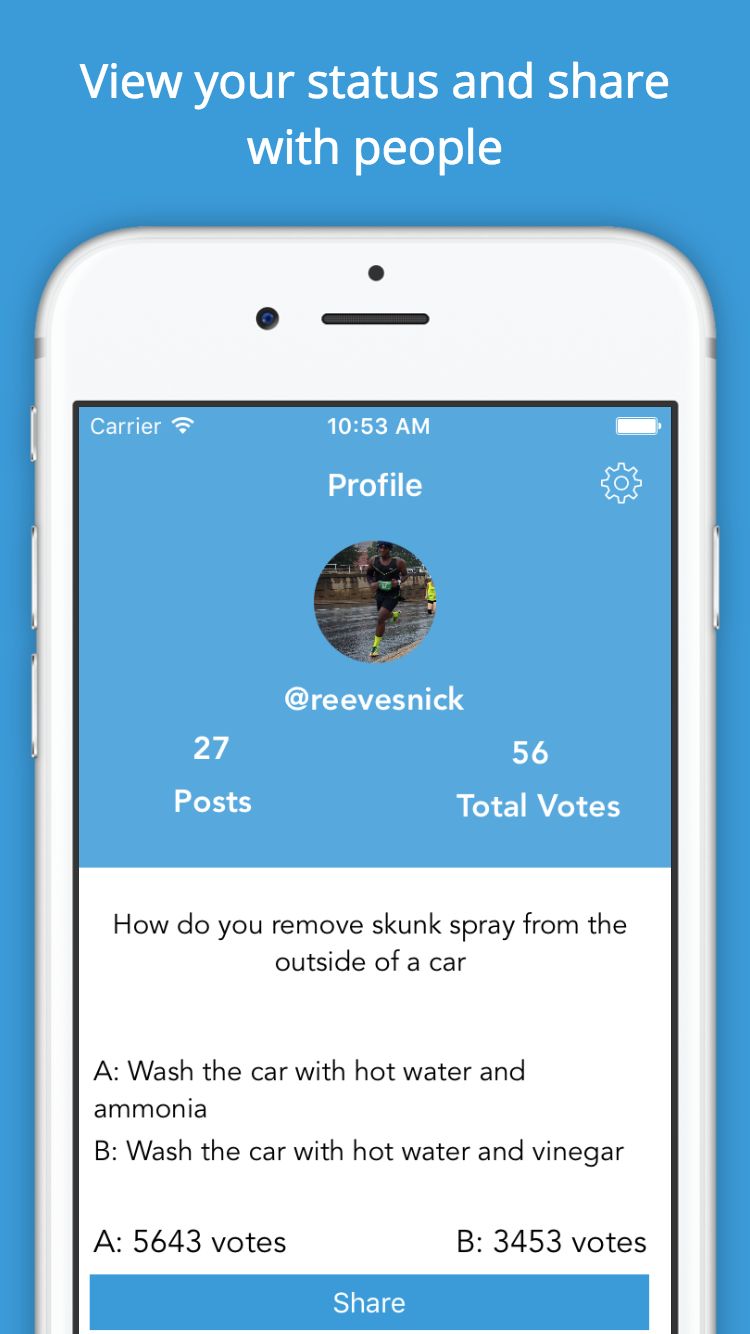 View your status and share
with people
Carrier
10:53 AM
Profile
@reevesnick
27
56
Posts
Total Votes
How do you remove skunk spray from the
outside of a car
A: Wash the car with hot water and
ammonia
B: Wash the car with hot water and vinegar
A: 5643 votes
B: 3453 votes
Share